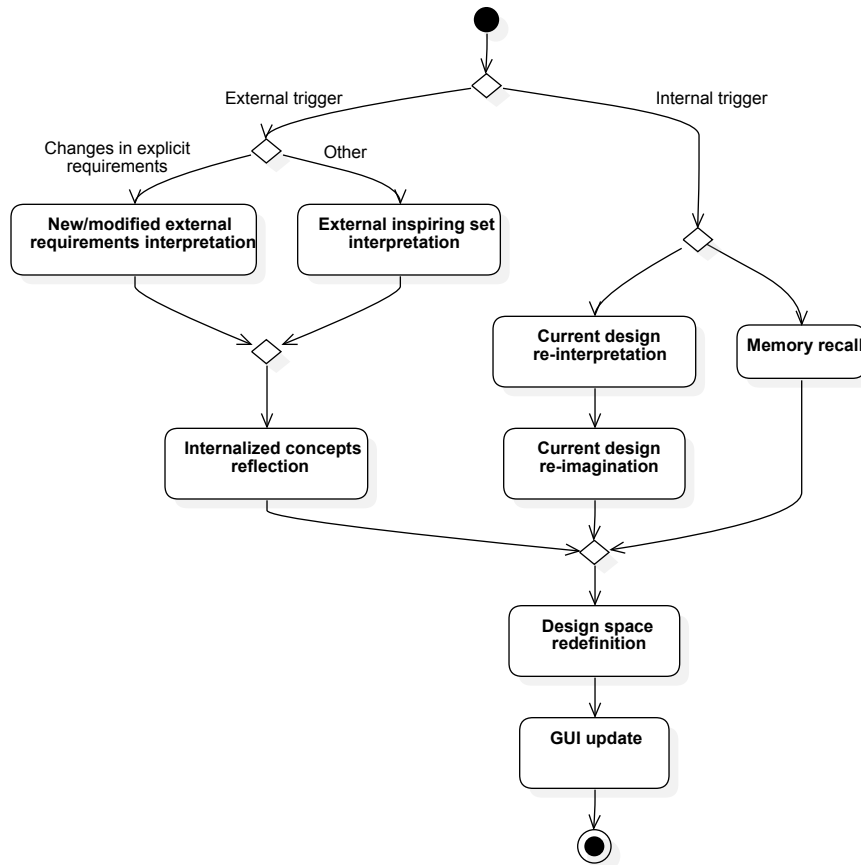 External trigger
Internal trigger
Changes in explicit
requirements
Other
New/modified external
requirements interpretation
External inspiring set
interpretation
Current design
re-interpretation
Memory recall
Internalized concepts
reflection
Current design
re-imagination
Design space
redefinition
GUI update